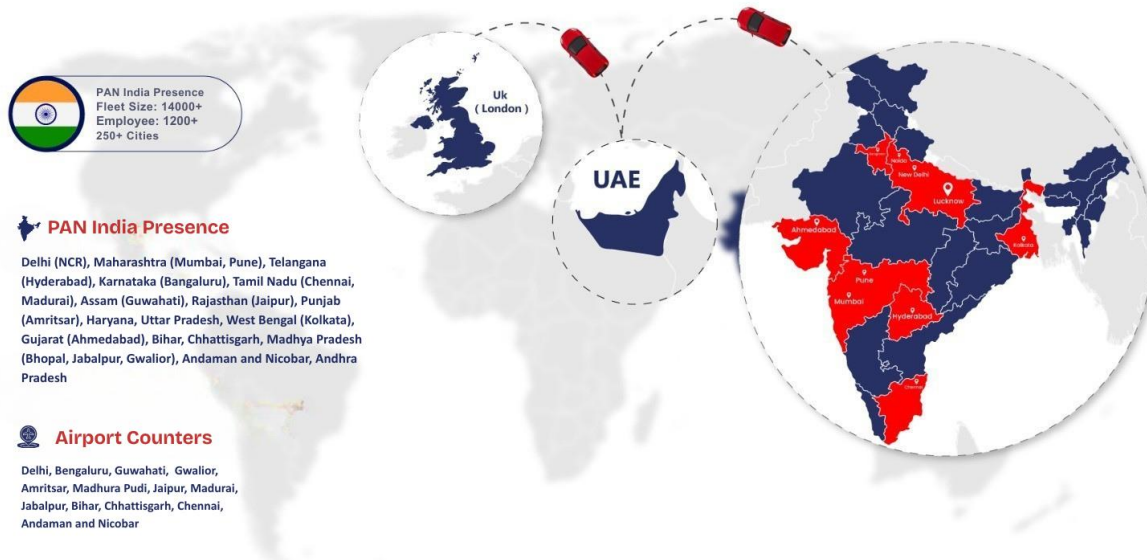 PAN India Presence
Fleet Size: 14000+
Employee: 1200+
250+ Cities
PAN India Presence
Delhi (NCR), Maharashtra (Mumbai, Pune), Telangana
(Hyderabad), Karnataka (Bangaluru), Tamil Nadu (Chennai,
Madurai), Assam (Guwahati), Rajasthan (Jaipur), Punjab
(Amritsar), Haryana, Uttar Pradesh, West Bengal (Kolkata),
Gujarat (Ahmedabad), Bihar, Chhattisgarh, Madhya Pradesh
(Bhopal, Jabalpur, Gwalior), Andaman and Nicobar, Andhra
Pradesh
Airport Counters
Delhi, Bengaluru, Guwahati, Gwalior,
Amritsar, Madhura Pudi, Jaipur, Madurai,
Jabalpur, Bihar, Chhattisgarh, Chennai,
Andaman and Nicobar
Uk
( London )
UAE
Noida
New Delhi
Lucknow
Ahmedabad
Kolkata
Pune
Mumbai
Hyderabad
Chennai